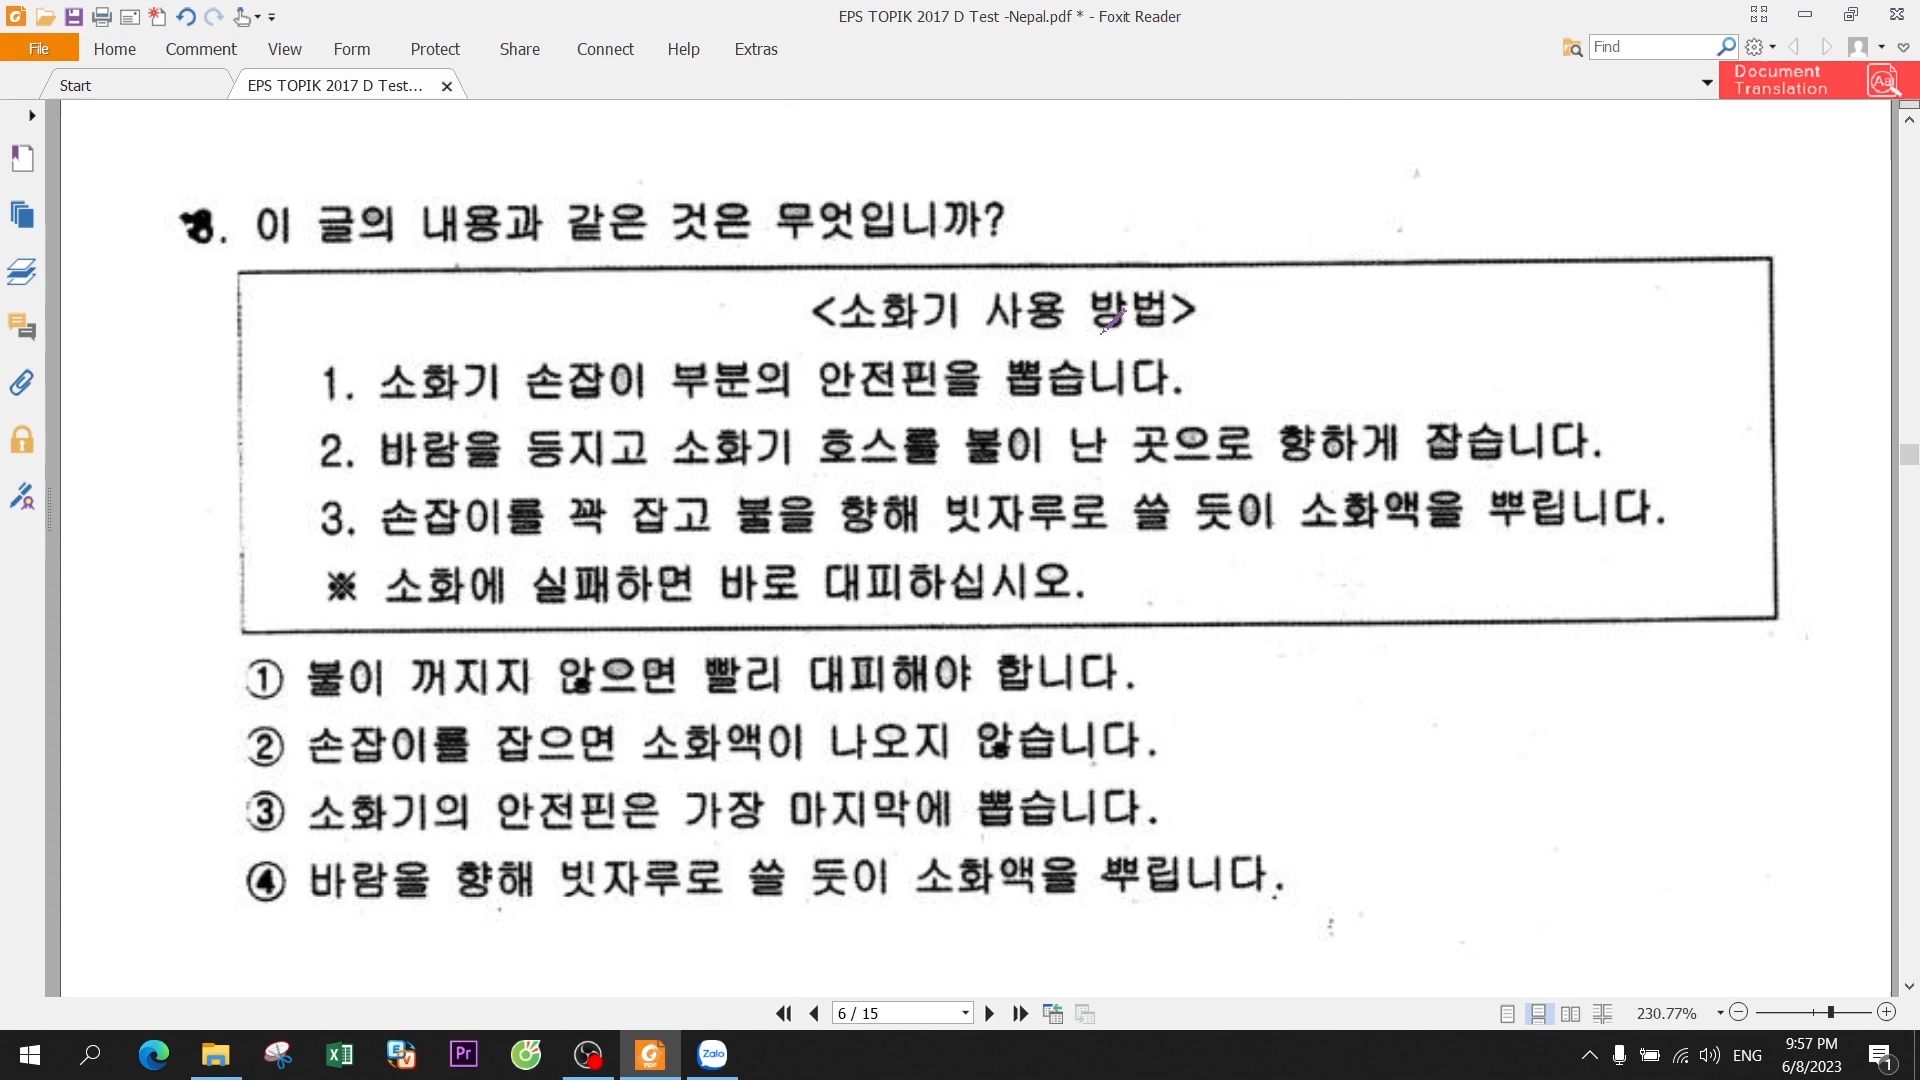 EPS TOPIK 2017 D Test -Nepal.pdf * - Foxit Reader
File Home Comment View Form Protect Share Connect Help Extras
Find
Start EPS TOPIK 2017 D Test...
Document
Translation
8. 이 글의 내용과 같은 것은 무엇입니까?
<소화기 사용 방법>
1. 소화기 손잡이 부분의 안전핀을 뽑습니다.
2. 바람을 등지고 소화기 호스를 불이 난 곳으로 향하게 잡습니다.
3. 손잡이를 꽉 잡고 불을 향해 빗자루로 쓸 듯이 소화액을 뿌립니다.
※ 소화에 실패하면 바로 대피하십시오.
① 불이 꺼지지 않으면 빨리 대피해야 합니다.
② 손잡이를 잡으면 소화액이 나오지 않습니다.
③ 소화기의 안전핀은 가장 마지막에 뽑습니다.
④ 바람을 향해 빗자루로 쓸 듯이 소화액을 뿌립니다.
6 / 15
230.77%
Pr
Zalo
ENG
9:57 PM
6/8/2023
1